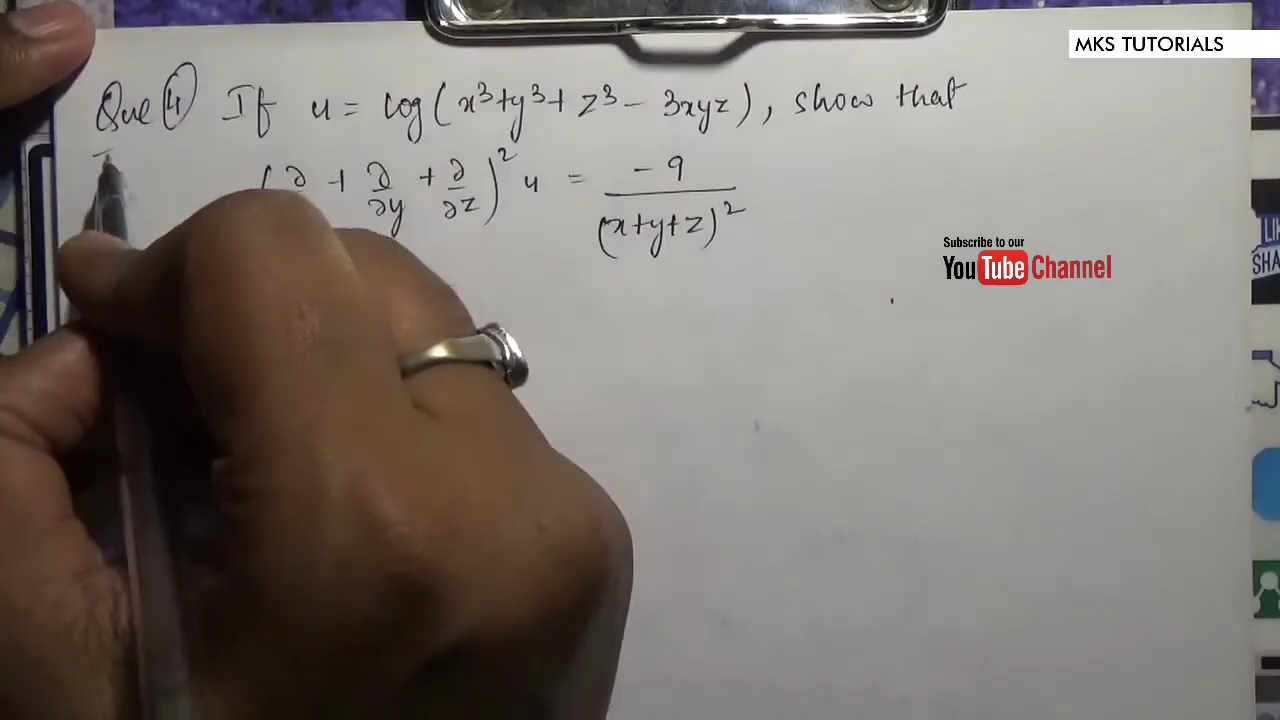 MKS TUTORIALS
Que ④ If u = log(x³+y³+z³-3xyz), show that
(∂ + ∂/∂y + ∂/∂z)² u = -9/(x+y+z)²
Subscribe to our
YouTube Channel
SHA